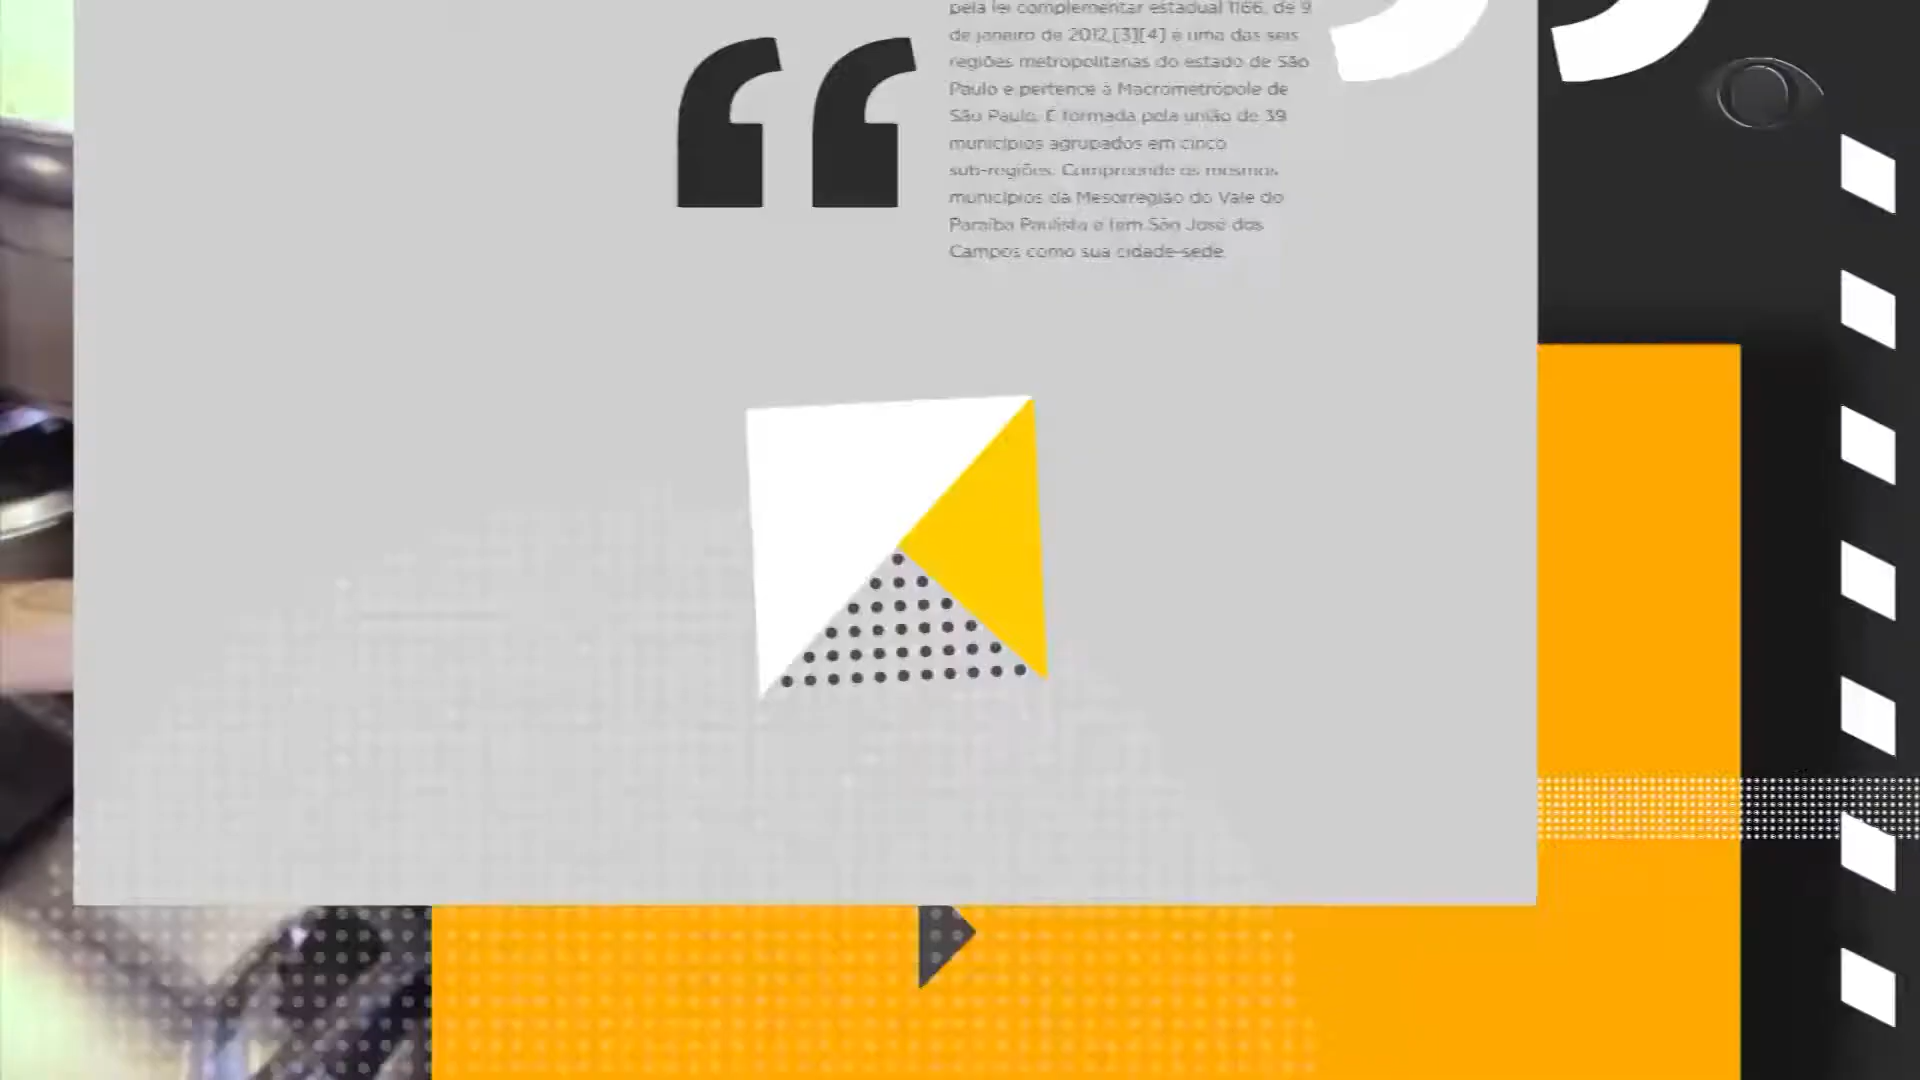 pela lei complementar estadual 1166, de 9
de janeiro de 2012,[3][4] é uma das seis
regiões metropolitanas do estado de São
Paulo e pertence à Macrometrópole de
São Paulo. É formada pela união de 39
municípios agrupados em cinco
sub-regiões. Compreende os mesmos
municípios da Mesorregião do Vale do
Paraíba Paulista e tem São José dos
Campos como sua cidade-sede.